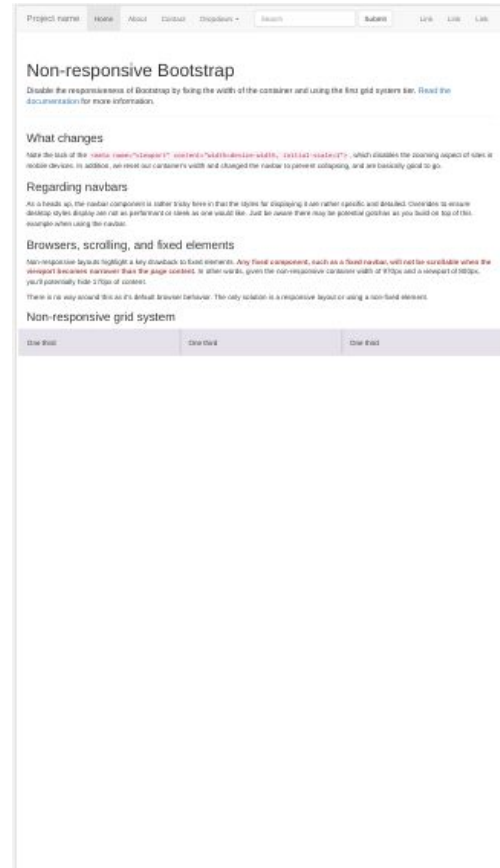 Project name Home About Contact Dropdown Search Submit Link Link Link
Non-responsive Bootstrap
Disable the responsiveness of Bootstrap by fixing the width of the container and using the first grid system tier. Read the
documentation for more information.
What changes
Note the lack of the <meta name="viewport" content="width=device-width, initial-scale=1">, which disables the zooming aspect of sites in
mobile devices. In addition, we reset our container's width and changed the navbar to prevent collapsing, and are basically good to go.
Regarding navbars
As a heads up, the navbar component is rather tricky here in that the styles for displaying it are rather specific and detailed. Overrides to ensure
desktop styles display are not as performant or sleek as one would like. Just be aware there may be potential gotchas as you build on top of this
example when using the navbar.
Browsers, scrolling, and fixed elements
Non-responsive layouts highlight a key drawback to fixed elements. Any fixed component, such as a fixed navbar, will not be scrollable when the
viewport becomes narrower than the page content. In other words, given the non-responsive container width of 970px and a viewport of 800px,
you'll potentially hide 170px of content.
There is no way around this as it's default browser behavior. The only solution is a responsive layout or using a non-fixed element.
Non-responsive grid system
One third One third One third